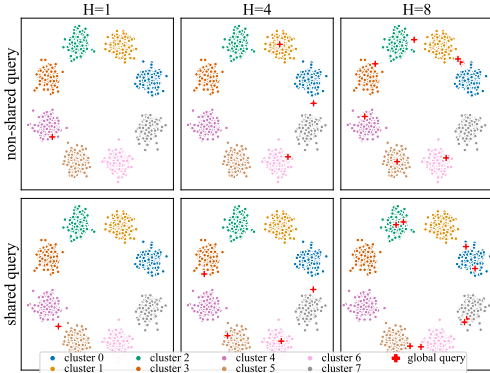 H=1 H=4 H=8
non-shared query
shared query
cluster 0 cluster 2 cluster 4 cluster 6 global query
cluster 1 cluster 3 cluster 5 cluster 7